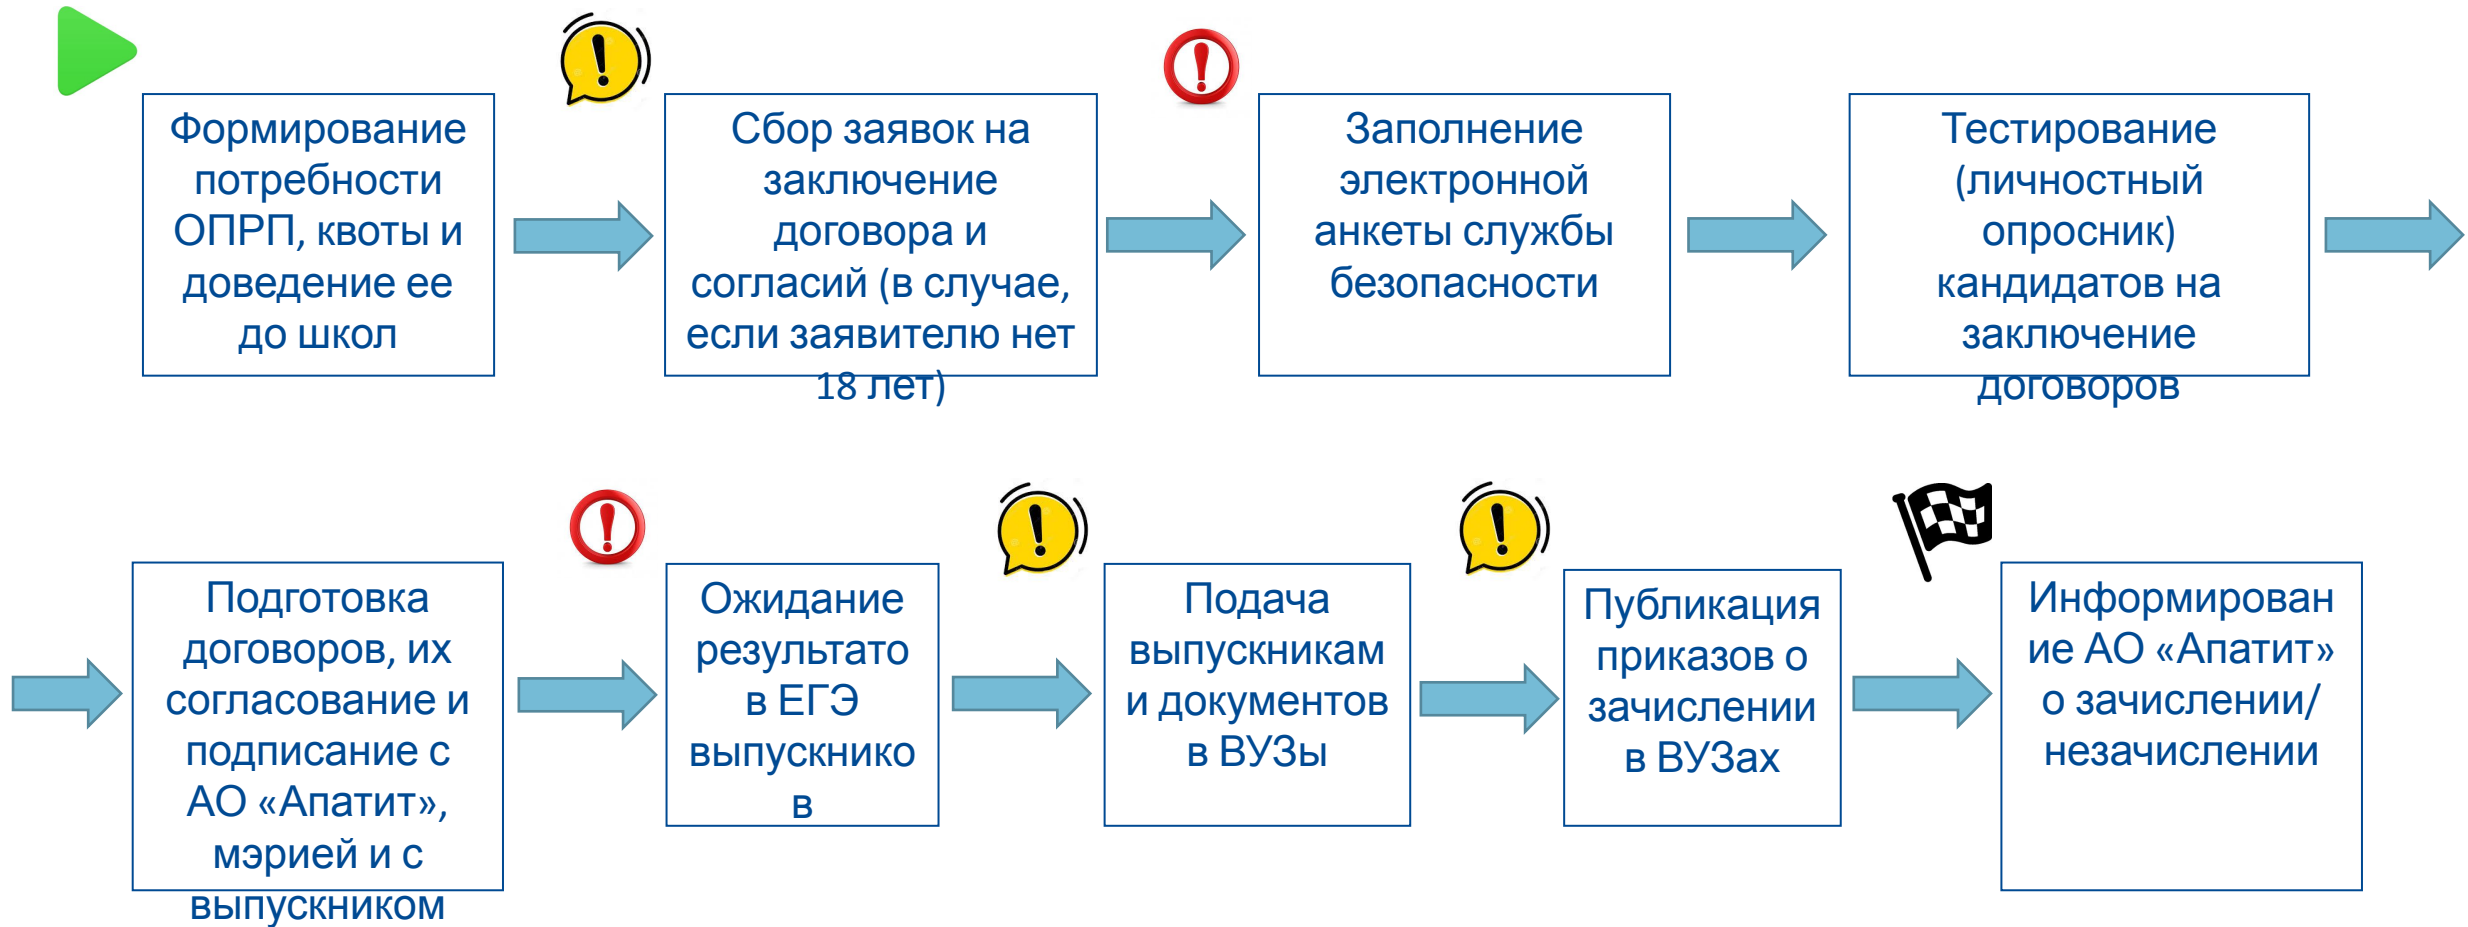 Формирование
потребности
ОПРП, квоты и
доведение ее
до школ
Сбор заявок на
заключение
договора и
согласий (в случае,
если заявителю нет
18 лет)
Заполнение
электронной
анкеты службы
безопасности
Тестирование
(личностный
опросник)
кандидатов на
заключение
договоров
Подготовка
договоров, их
согласование и
подписание с
АО «Апатит»,
мэрией и с
выпускником
Ожидание
результато
в ЕГЭ
выпускнико
в
Подача
выпускникам
и документов
в ВУЗы
Публикация
приказов о
зачислении
в ВУЗах
Информирован
ие АО «Апатит»
о зачислении/
незачислении